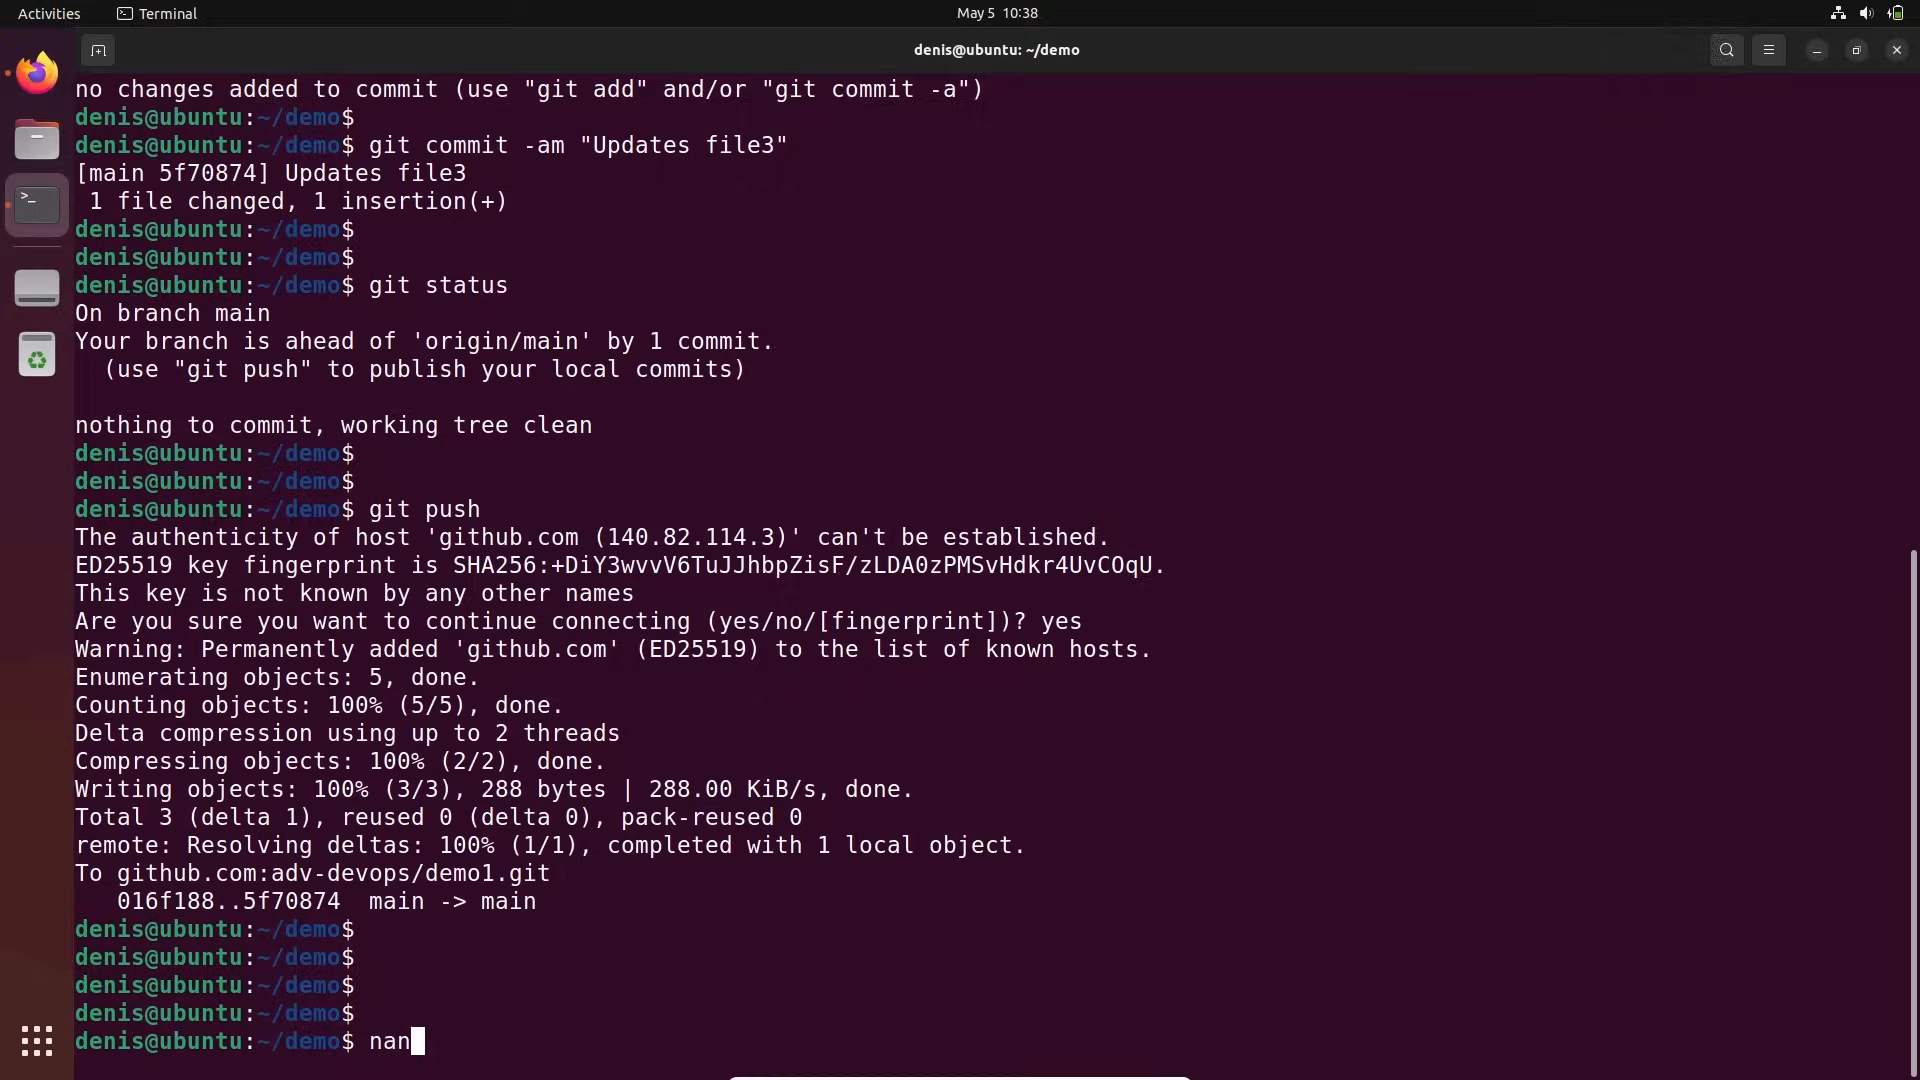 Activities
Terminal
May 5 10:38
denis@ubuntu: ~/demo
no changes added to commit (use "git add" and/or "git commit -a")
denis@ubuntu:~/demo$
denis@ubuntu:~/demo$ git commit -am "Updates file3"
[main 5f70874] Updates file3
 1 file changed, 1 insertion(+)
denis@ubuntu:~/demo$
denis@ubuntu:~/demo$
denis@ubuntu:~/demo$ git status
On branch main
Your branch is ahead of 'origin/main' by 1 commit.
  (use "git push" to publish your local commits)
nothing to commit, working tree clean
denis@ubuntu:~/demo$
denis@ubuntu:~/demo$
denis@ubuntu:~/demo$ git push
The authenticity of host 'github.com (140.82.114.3)' can't be established.
ED25519 key fingerprint is SHA256:+DiY3wvvV6TuJJhbpZisF/zLDA0zPMSvHdkr4UvCOqU.
This key is not known by any other names
Are you sure you want to continue connecting (yes/no/[fingerprint])? yes
Warning: Permanently added 'github.com' (ED25519) to the list of known hosts.
Enumerating objects: 5, done.
Counting objects: 100% (5/5), done.
Delta compression using up to 2 threads
Compressing objects: 100% (2/2), done.
Writing objects: 100% (3/3), 288 bytes | 288.00 KiB/s, done.
Total 3 (delta 1), reused 0 (delta 0), pack-reused 0
remote: Resolving deltas: 100% (1/1), completed with 1 local object.
To github.com:adv-devops/demo1.git
   016f188..5f70874  main -> main
denis@ubuntu:~/demo$
denis@ubuntu:~/demo$
denis@ubuntu:~/demo$
denis@ubuntu:~/demo$
denis@ubuntu:~/demo$ nan